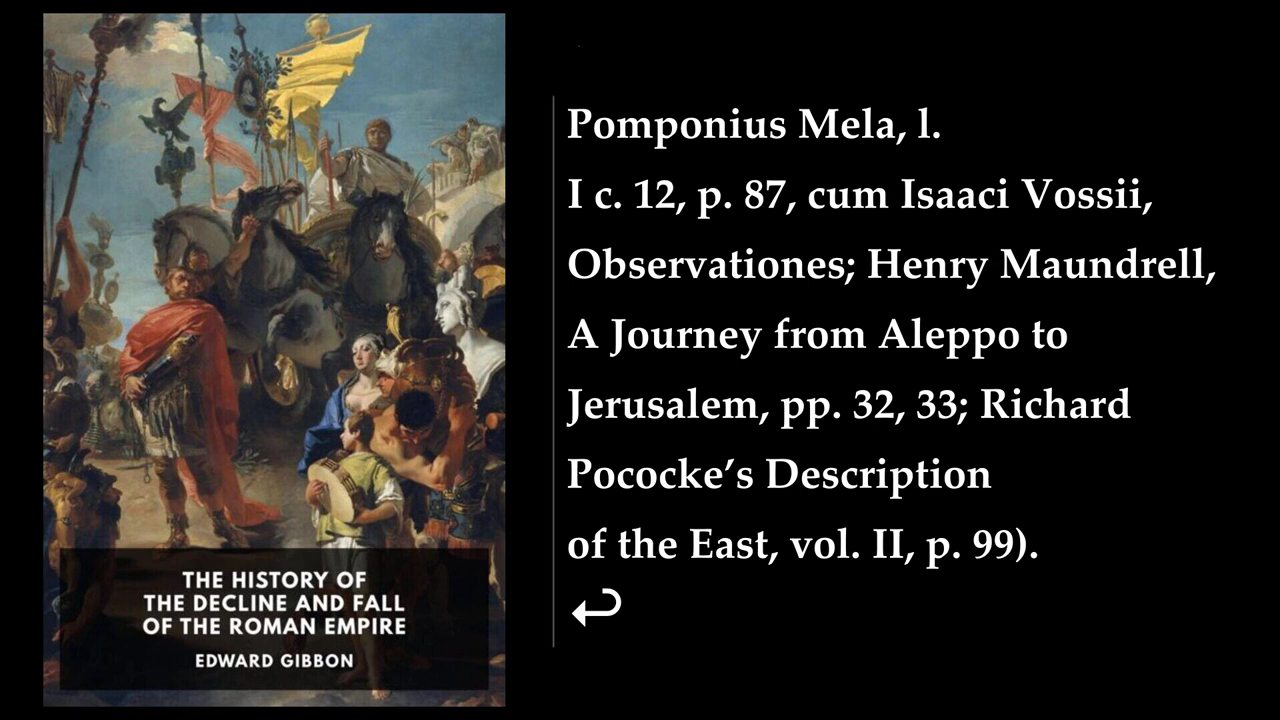 THE HISTORY OF
THE DECLINE AND FALL
OF THE ROMAN EMPIRE
EDWARD GIBBON
Pomponius Mela, l.
I c. 12, p. 87, cum Isaaci Vossii,
Observationes; Henry Maundrell,
A Journey from Aleppo to
Jerusalem, pp. 32, 33; Richard
Pococke’s Description
of the East, vol. II, p. 99).
↩